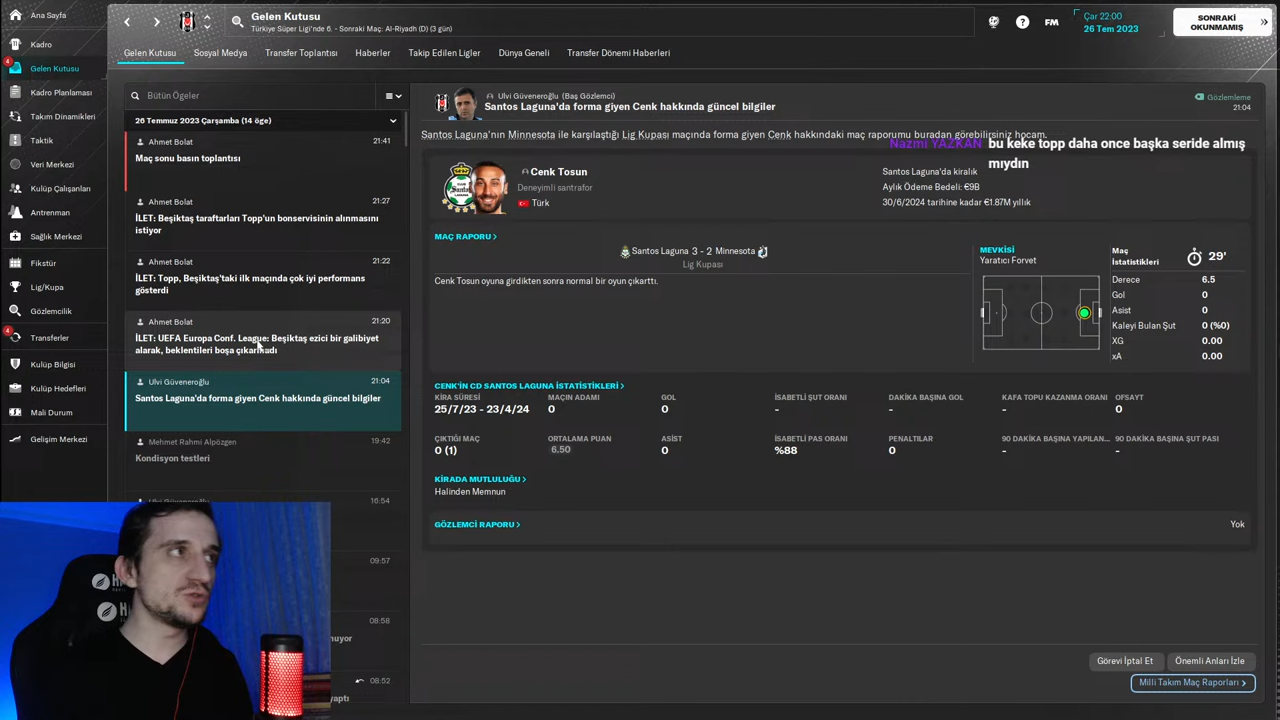 Ana Sayfa
Kadro
4
Gelen Kutusu
Kadro Planlaması
Takım Dinamikleri
Taktik
Veri Merkezi
Kulüp Çalışanları
Antrenman
Sağlık Merkezi
Fikstür
Lig/Kupa
Gözlemcilik
4
Transferler
Kulüp Bilgisi
Kulüp Hedefleri
Mali Durum
Gelişim Merkezi
Gelen Kutusu
Türkiye Süper Ligi'nde 6. - Sonraki Maç: Al-Riyadh (D) (3 gün)
FM
Çar 22:00
26 Tem 2023
SONRAKİ
OKUNMAMIŞ
Gelen Kutusu
Sosyal Medya
Transfer Toplantısı
Haberler
Takip Edilen Ligler
Dünya Geneli
Transfer Dönemi Haberleri
Bütün Ögeler
26 Temmuz 2023 Çarşamba (14 öge)
Ahmet Bolat 21:41
Maç sonu basın toplantısı
Ahmet Bolat 21:27
İLET: Beşiktaş taraftarları Topp'un bonservisinin alınmasını
istiyor
Ahmet Bolat 21:22
İLET: Topp, Beşiktaş'taki ilk maçında çok iyi performans
gösterdi
Ahmet Bolat 21:20
İLET: UEFA Europa Conf. League: Beşiktaş ezici bir galibiyet
alarak, beklentileri boşa çıkarmadı
Ulvi Güveneroğlu 21:04
Santos Laguna'da forma giyen Cenk hakkında güncel bilgiler
Mehmet Rahmi Alpözgen 19:42
Kondisyon testleri
Ulvi Güveneroğlu 16:54
09:57
08:58
08:52
Ulvi Güveneroğlu (Baş Gözlemci)
Santos Laguna'da forma giyen Cenk hakkında güncel bilgiler
Gözlemleme
21:04
Santos Laguna'nın Minnesota ile karşılaştığı Lig Kupası maçında forma giyen Cenk hakkındaki maç raporumu buradan görebilirsiniz hocam.
Nazmi YAZKAN bu keke topp daha once başka seride almış
mıydın
Cenk Tosun
Deneyimli santrafor
Türk
Santos Laguna'da kiralık
Aylık Ödeme Bedeli: €9B
30/6/2024 tarihine kadar €1.87M yıllık
MAÇ RAPORU
Santos Laguna 3 - 2 Minnesota
Lig Kupası
Cenk Tosun oyuna girdikten sonra normal bir oyun çıkarttı.
MEVKİSİ
Yaratıcı Forvet
Maç
İstatistikleri
29'
Derece 6.5
Gol 0
Asist 0
Kaleyi Bulan Şut 0 (%0)
XG 0.00
xA 0.00
CENK'İN CD SANTOS LAGUNA İSTATİSTİKLERİ
KİRA SÜRESİ MAÇIN ADAMI GOL İSABETLİ ŞUT ORANI DAKİKA BAŞINA GOL KAFA TOPU KAZANMA ORANI OFSAYT
25/7/23 - 23/4/24 0 0 - - - 0
ÇIKTIĞI MAÇ ORTALAMA PUAN ASİST İSABETLİ PAS ORANI PENALTILAR 90 DAKİKA BAŞINA YAPILAN... 90 DAKİKA BAŞINA ŞUT PASI
0 (1) 6.50 0 %88 0 - -
KİRADA MUTLULUĞU
Halinden Memnun
GÖZLEMCİ RAPORU
Yok
Görevi İptal Et
Önemli Anları İzle
Milli Takım Maç Raporları